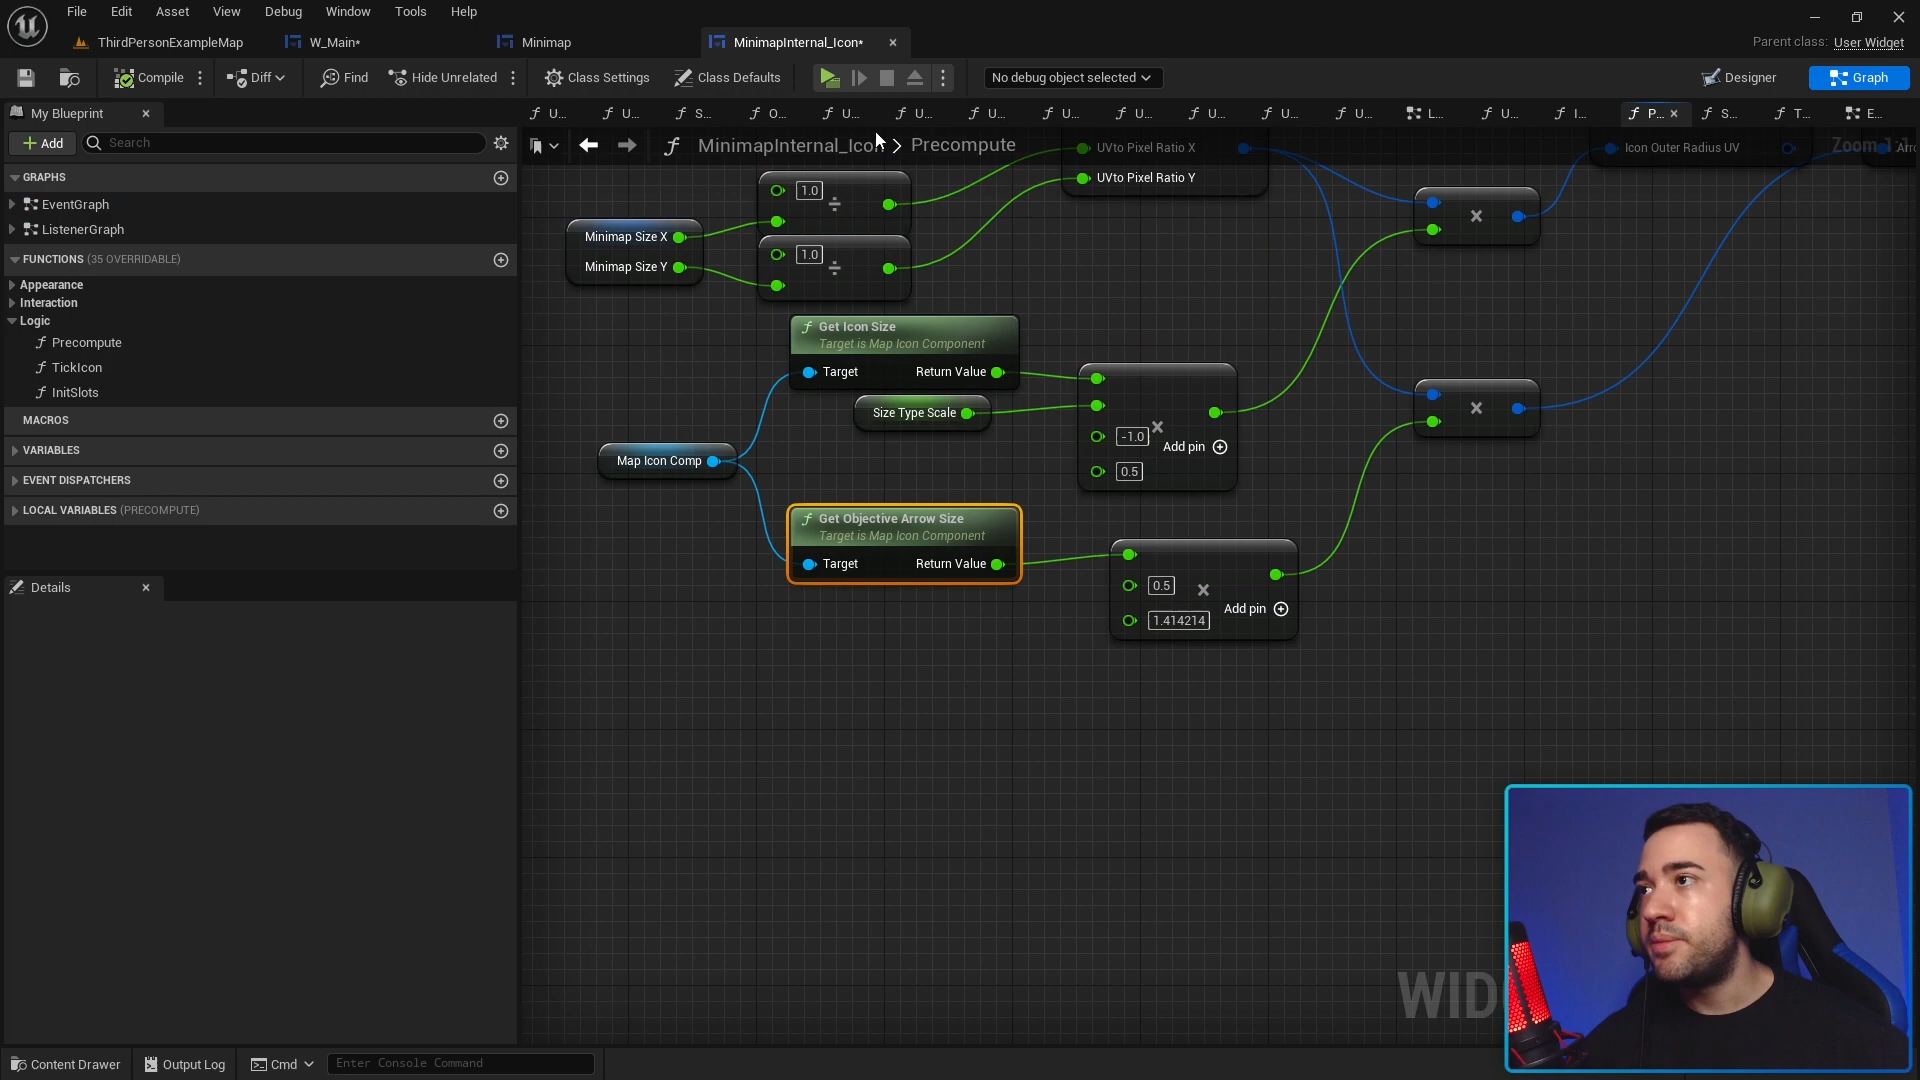 File Edit Asset View Debug Window Tools Help
ThirdPersonExampleMap W_Main* Minimap MinimapInternal_Icon*
Parent class: User Widget
Compile Diff Find Hide Unrelated Class Settings Class Defaults No debug object selected Designer Graph
My Blueprint
U... U... S... O... U... U... U... U... U... U... U... U... L... U... I... P... S... T... E...
Add Search
MinimapInternal_Icon > Precompute
GRAPHS
EventGraph
ListenerGraph
FUNCTIONS (35 OVERRIDABLE)
Appearance
Interaction
Logic
Precompute
TickIcon
InitSlots
MACROS
VARIABLES
EVENT DISPATCHERS
LOCAL VARIABLES (PRECOMPUTE)
Details
UVto Pixel Ratio X
UVto Pixel Ratio Y
Icon Outer Radius UV
1.0 ÷
Minimap Size X
Minimap Size Y
1.0 ÷
Get Icon Size
Target is Map Icon Component
Target Return Value
Size Type Scale
-1.0
Add pin
0.5
Map Icon Comp
Get Objective Arrow Size
Target is Map Icon Component
Target Return Value
0.5
Add pin
1.414214
Content Drawer Output Log Cmd Enter Console Command